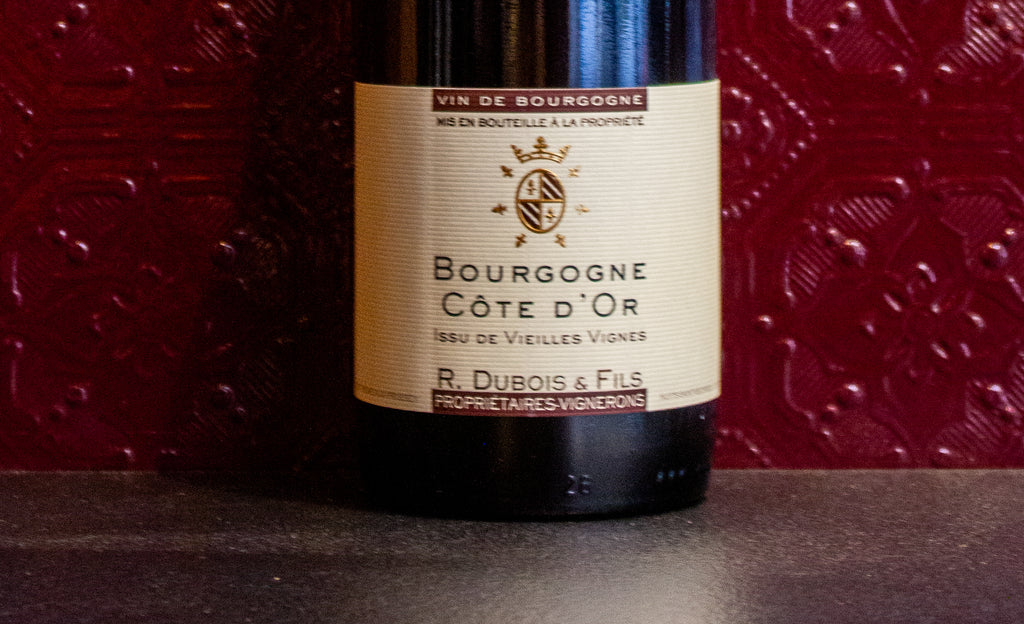 VIN DE BOURGOGNE
MIS EN BOUTEILLE À LA PROPRIÉTÉ
BOURGOGNE
CÔTE D'OR
ISSU DE VIEILLES VIGNES
R. DUBOIS & FILS
PROPRIÉTAIRES-VIGNERONS
28